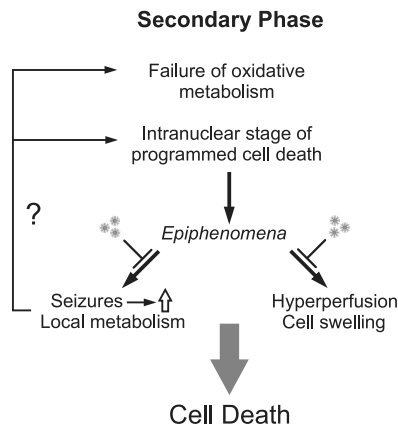 Secondary Phase
Failure of oxidative
metabolism
Intranuclear stage of
programmed cell death
?
Epiphenomena
Seizures
Local metabolism
Hyperperfusion
Cell swelling
Cell Death